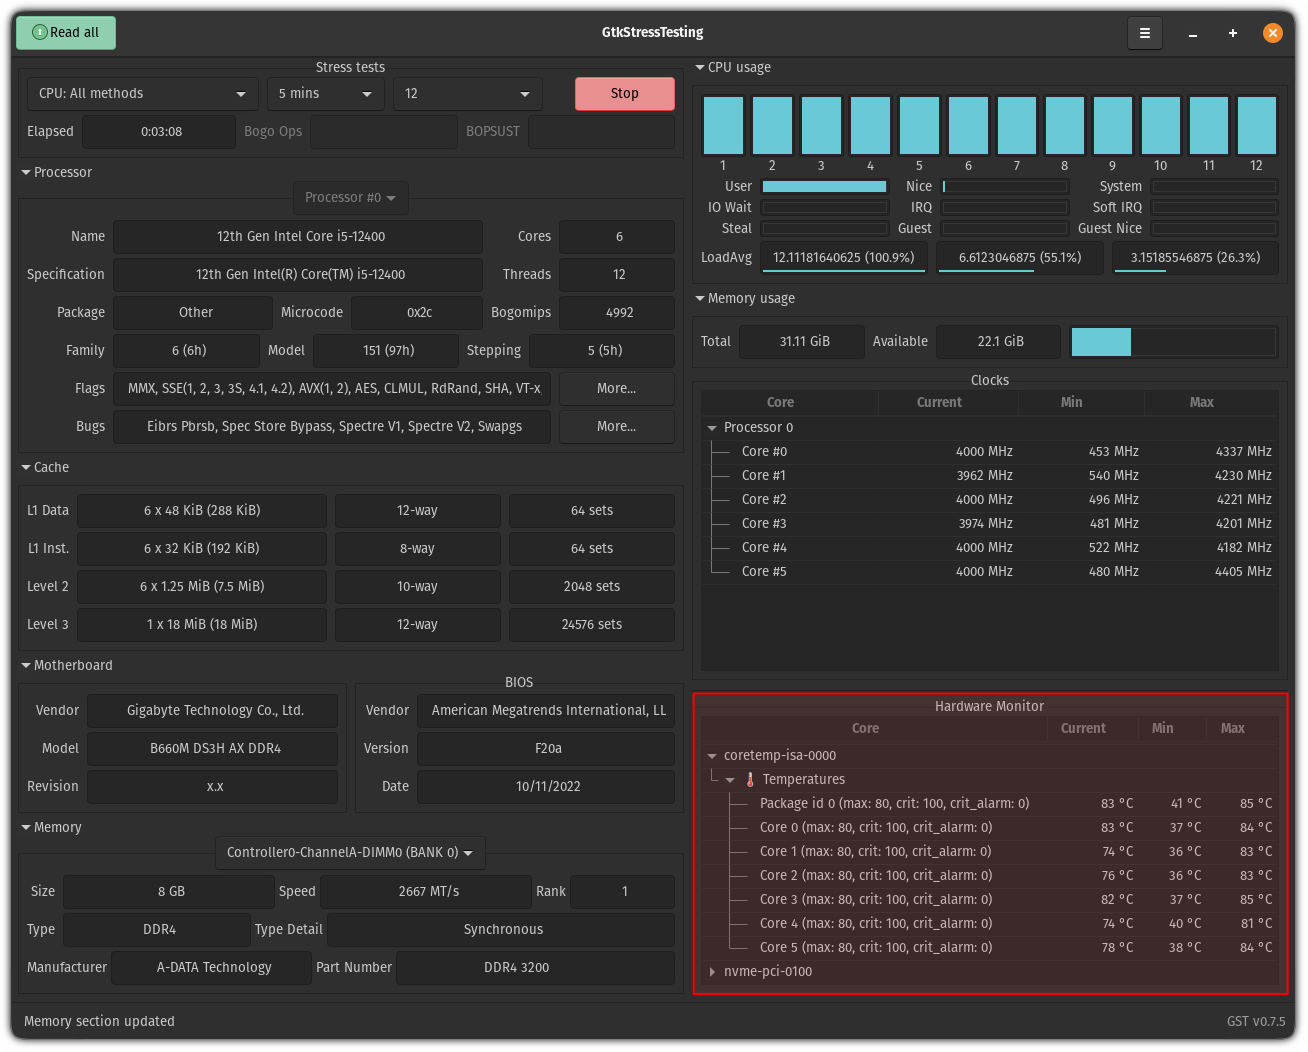 Read all
GtkStressTesting
Stress tests
CPU: All methods
5 mins
12
Stop
Elapsed
0:03:08
Bogo Ops
BOPSUST
Processor
Processor #0
Name
12th Gen Intel Core i5-12400
Cores
6
Specification
12th Gen Intel(R) Core(TM) i5-12400
Threads
12
Package
Other
Microcode
0x2c
Bogomips
4992
Family
6 (6h)
Model
151 (97h)
Stepping
5 (5h)
Flags
MMX, SSE(1, 2, 3, 3S, 4.1, 4.2), AVX(1, 2), AES, CLMUL, RdRand, SHA, VT-x
More...
Bugs
Eibrs Pbrsb, Spec Store Bypass, Spectre V1, Spectre V2, Swapgs
More...
Cache
L1 Data
6 x 48 KiB (288 KiB)
12-way
64 sets
L1 Inst.
6 x 32 KiB (192 KiB)
8-way
64 sets
Level 2
6 x 1.25 MiB (7.5 MiB)
10-way
2048 sets
Level 3
1 x 18 MiB (18 MiB)
12-way
24576 sets
Motherboard
Vendor
Gigabyte Technology Co., Ltd.
Model
B660M DS3H AX DDR4
Revision
x.x
BIOS
Vendor
American Megatrends International, LL
Version
F20a
Date
10/11/2022
Memory
Controller0-ChannelA-DIMM0 (BANK 0)
Size
8 GB
Speed
2667 MT/s
Rank
1
Type
DDR4
Type Detail
Synchronous
Manufacturer
A-DATA Technology
Part Number
DDR4 3200
CPU usage
1 2 3 4 5 6 7 8 9 10 11 12
User
Nice
System
IO Wait
IRQ
Soft IRQ
Steal
Guest
Guest Nice
LoadAvg
12.11181640625 (100.9%)
6.6123046875 (55.1%)
3.15185546875 (26.3%)
Memory usage
Total
31.11 GiB
Available
22.1 GiB
Clocks
Core Current Min Max
Processor 0
Core #0 4000 MHz 453 MHz 4337 MHz
Core #1 3962 MHz 540 MHz 4230 MHz
Core #2 4000 MHz 496 MHz 4221 MHz
Core #3 3974 MHz 481 MHz 4201 MHz
Core #4 4000 MHz 522 MHz 4182 MHz
Core #5 4000 MHz 480 MHz 4405 MHz
Hardware Monitor
Core Current Min Max
coretemp-isa-0000
Temperatures
Package id 0 (max: 80, crit: 100, crit_alarm: 0) 83 °C 41 °C 85 °C
Core 0 (max: 80, crit: 100, crit_alarm: 0) 83 °C 37 °C 84 °C
Core 1 (max: 80, crit: 100, crit_alarm: 0) 74 °C 36 °C 83 °C
Core 2 (max: 80, crit: 100, crit_alarm: 0) 76 °C 36 °C 83 °C
Core 3 (max: 80, crit: 100, crit_alarm: 0) 82 °C 37 °C 85 °C
Core 4 (max: 80, crit: 100, crit_alarm: 0) 74 °C 40 °C 81 °C
Core 5 (max: 80, crit: 100, crit_alarm: 0) 78 °C 38 °C 84 °C
nvme-pci-0100
Memory section updated
GST v0.7.5